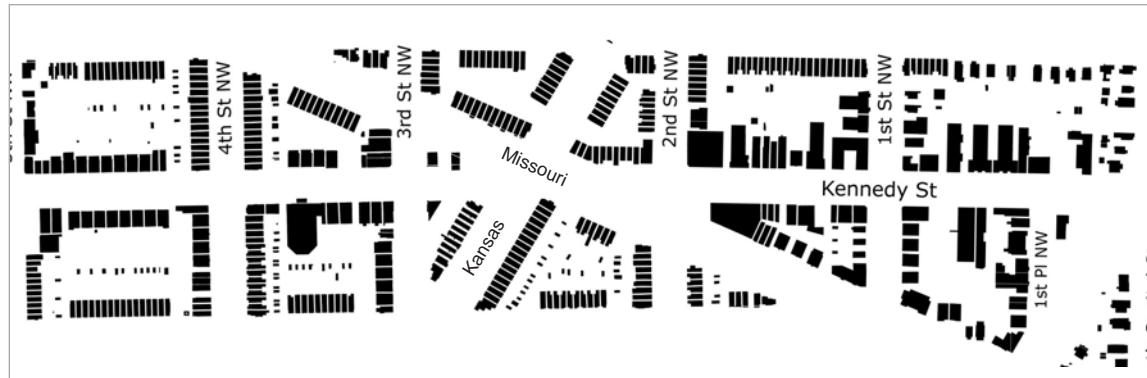 4th St NW
3rd St NW
2nd St NW
1st St NW
Missouri
Kennedy St
Kansas
1st Pl NW